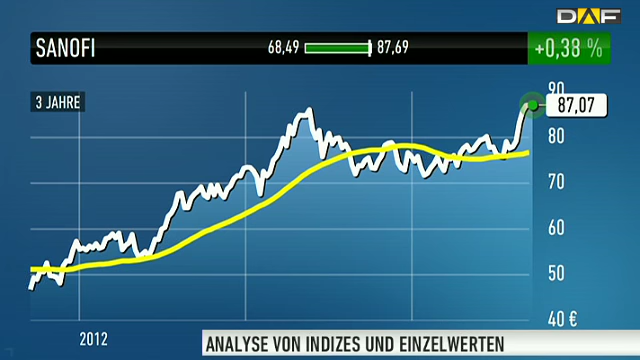 DAF
SANOFI
68,49
87,69
+0,38 %
3 JAHRE
90
87,07
80
70
60
50
40 €
2012
ANALYSE VON INDIZES UND EINZELWERTEN